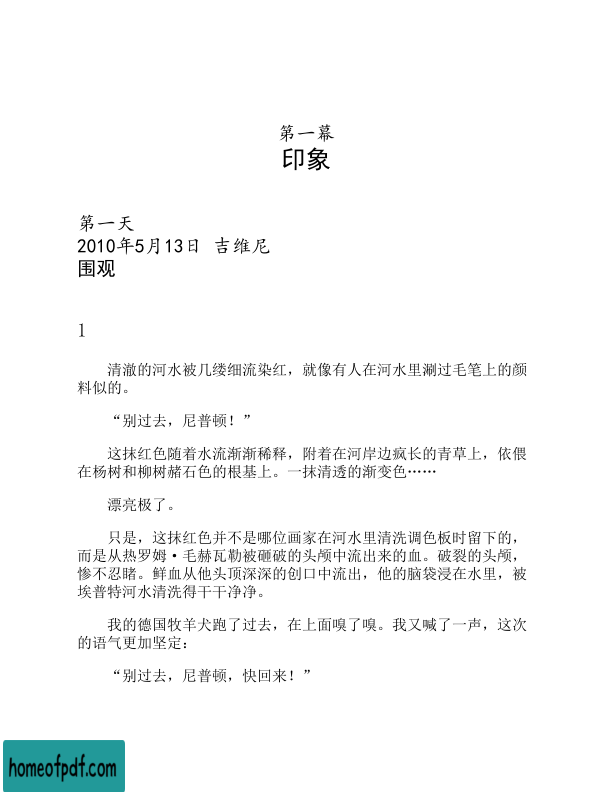 第一幕
印象
第一天
2010年5月13日 吉维尼
围观
1
清澈的河水被几缕细流染红，就像有人在河水里涮过毛笔上的颜
料似的。
“别过去，尼普顿！”
这抹红色随着水流渐渐稀释，附着在河岸边疯长的青草上，依偎
在杨树和柳树赭石色的根基上。一抹清透的渐变色……
漂亮极了。
只是，这抹红色并不是哪位画家在河水里清洗调色板时留下的，
而是从热罗姆·毛赫瓦勒被砸破的头颅中流出来的血。破裂的头颅，
惨不忍睹。鲜血从他头顶深深的创口中流出，他的脑袋浸在水里，被
埃普特河水清洗得干干净净。
我的德国牧羊犬跑了过去，在上面嗅了嗅。我又喊了一声，这次
的语气更加坚定：
“别过去，尼普顿，快回来！”
homeofpdf.com